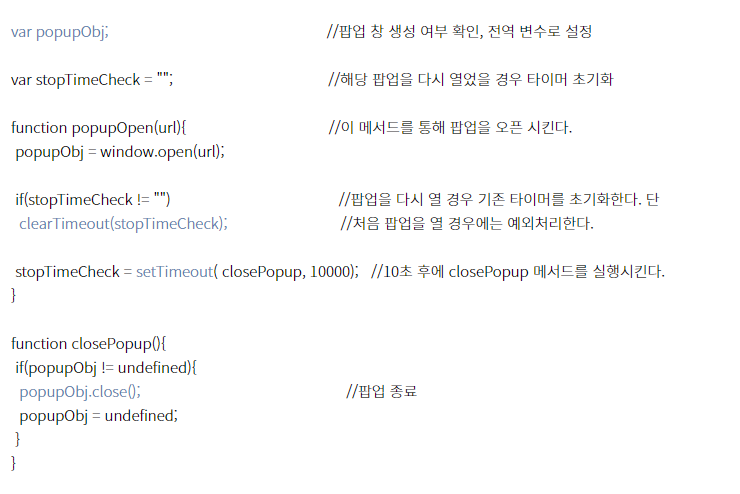 var popupObj; //팝업 창 생성 여부 확인, 전역 변수로 설정
var stopTimeCheck = ""; //해당 팝업을 다시 열었을 경우 타이머 초기화
function popupOpen(url){ //이 메서드를 통해 팝업을 오픈 시킨다.
popupObj = window.open(url);
if(stopTimeCheck != "") //팝업을 다시 열 경우 기존 타이머를 초기화한다. 단
clearTimeout(stopTimeCheck); //처음 팝업을 열 경우에는 예외처리한다.
stopTimeCheck = setTimeout( closePopup, 10000); //10초 후에 closePopup 메서드를 실행시킨다.
}
function closePopup(){
if(popupObj != undefined){
popupObj.close(); //팝업 종료
popupObj = undefined;
}
}